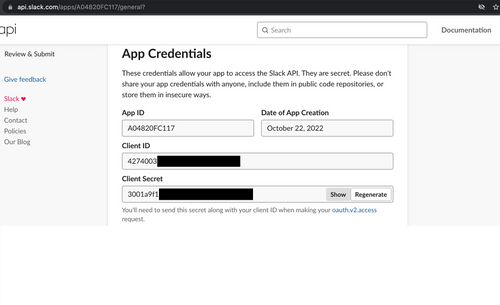 api.slack.com/apps/A04820FC117/general?
api
Search
Documentation
Review & Submit
Give feedback
Slack ♥
Help
Contact
Policies
Our Blog
App Credentials
These credentials allow your app to access the Slack API. They are secret. Please don't
share your app credentials with anyone, include them in public code repositories, or
store them in insecure ways.
App ID
Date of App Creation
A04820FC117
October 22, 2022
Client ID
4274003
Client Secret
3001a9f1
Show
Regenerate
You'll need to send this secret along with your client ID when making your oauth.v2.access
request.